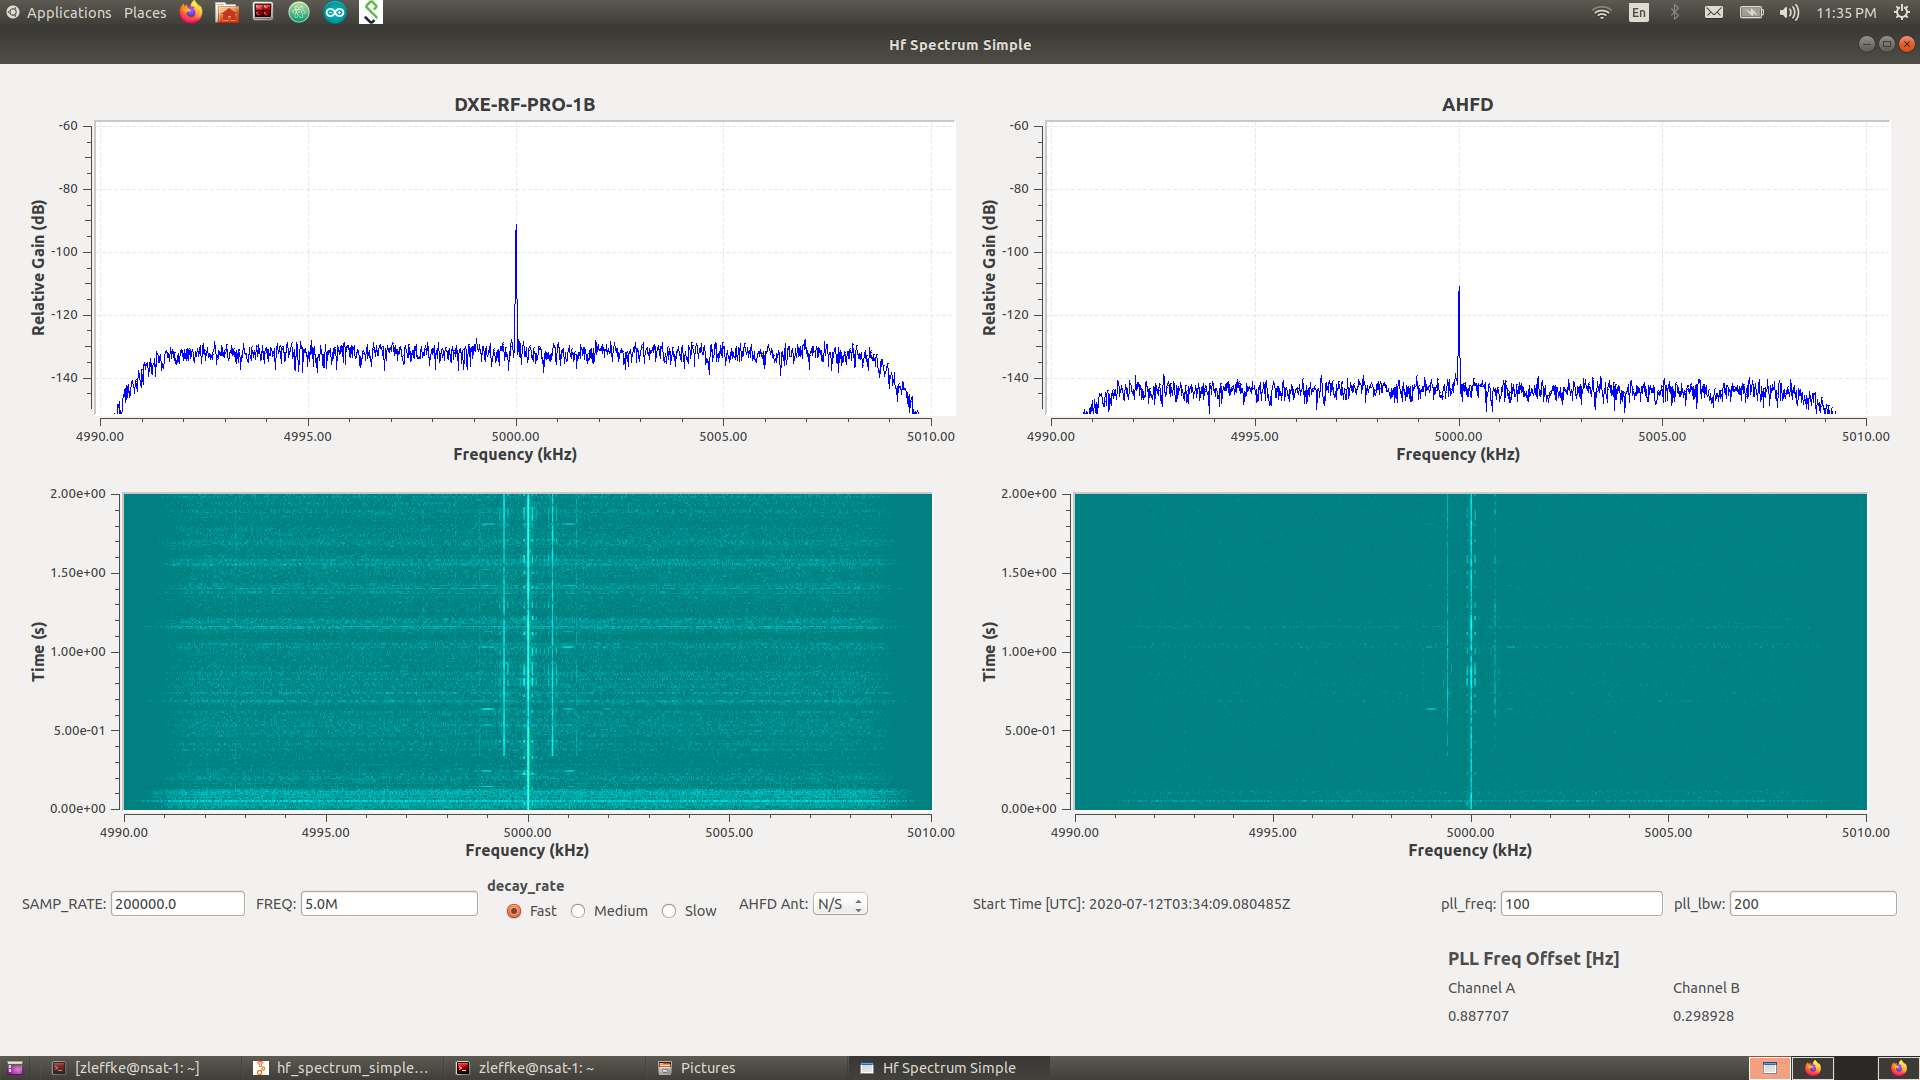 Applications Places En 11:35 PM
Hf Spectrum Simple
DXE-RF-PRO-1B
-60
-80
-100
-120
-140
Relative Gain (dB)
4990.00 4995.00 5000.00 5005.00 5010.00
Frequency (kHz)
AHFD
-60
-80
-100
-120
-140
Relative Gain (dB)
4990.00 4995.00 5000.00 5005.00 5010.00
Frequency (kHz)
2.00e+00
1.50e+00
1.00e+00
5.00e-01
0.00e+00
Time (s)
4990.00 4995.00 5000.00 5005.00 5010.00
Frequency (kHz)
2.00e+00
1.50e+00
1.00e+00
5.00e-01
0.00e+00
Time (s)
4990.00 4995.00 5000.00 5005.00 5010.00
Frequency (kHz)
decay_rate
SAMP_RATE: 200000.0 FREQ: 5.0M Fast Medium Slow AHFD Ant: N/S Start Time [UTC]: 2020-07-12T03:34:09.080485Z pll_freq: 100 pll_lbw: 200
PLL Freq Offset [Hz]
Channel A Channel B
0.887707 0.298928
[zleffke@nsat-1: ~] hf_spectrum_simple... zleffke@nsat-1: ~ Pictures Hf Spectrum Simple